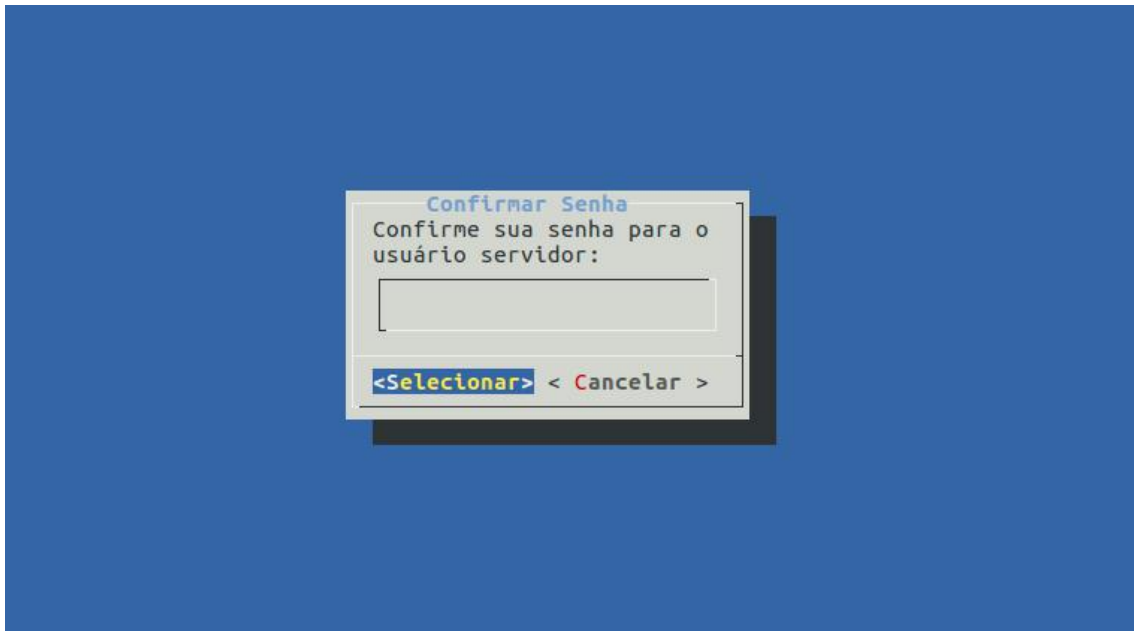 Confirmar Senha
Confirme sua senha para o
usuário servidor:
<Selecionar> < Cancelar >